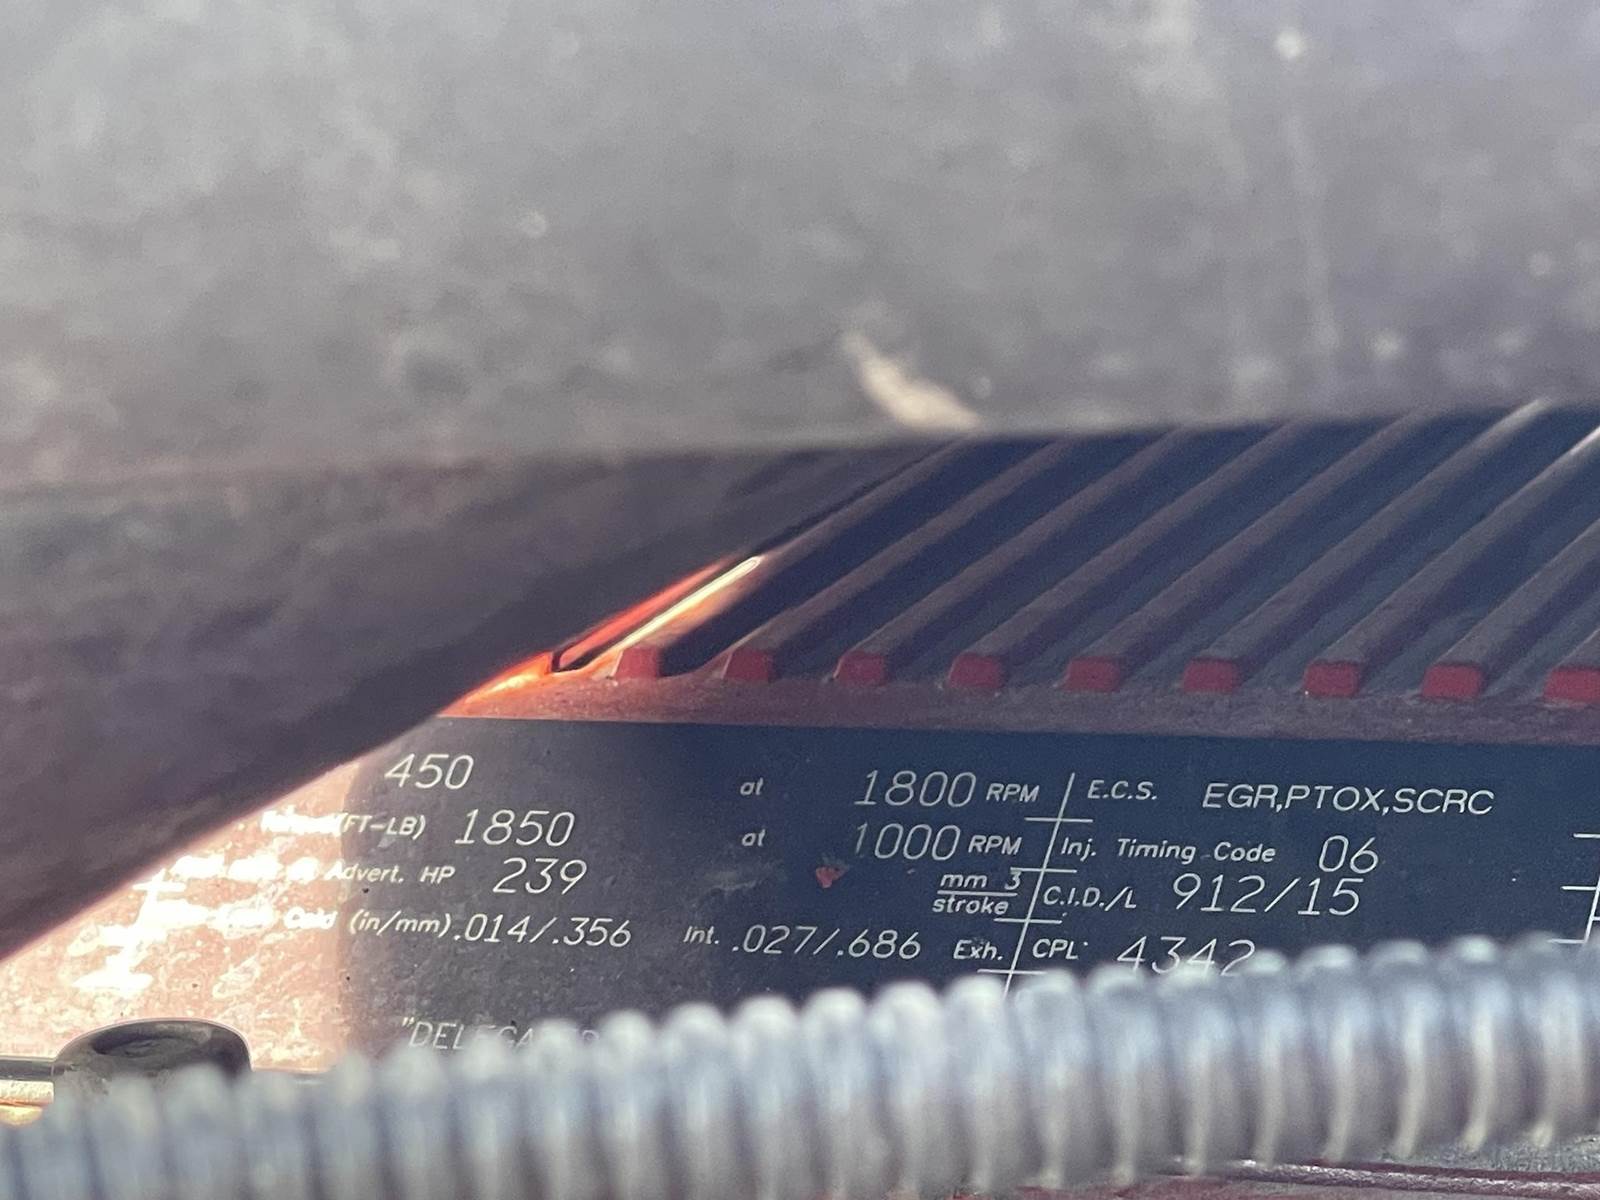 450 at 1800 RPM E.C.S. EGR,PTOX,SCRC
(FT-LB) 1850 at 1000 RPM Inj. Timing Code 06
Advert. HP 239 mm 3 stroke C.I.D./L 912/15
Cold (in/mm) .014/.356 Int. .027/.686 Exh. CPL 4342